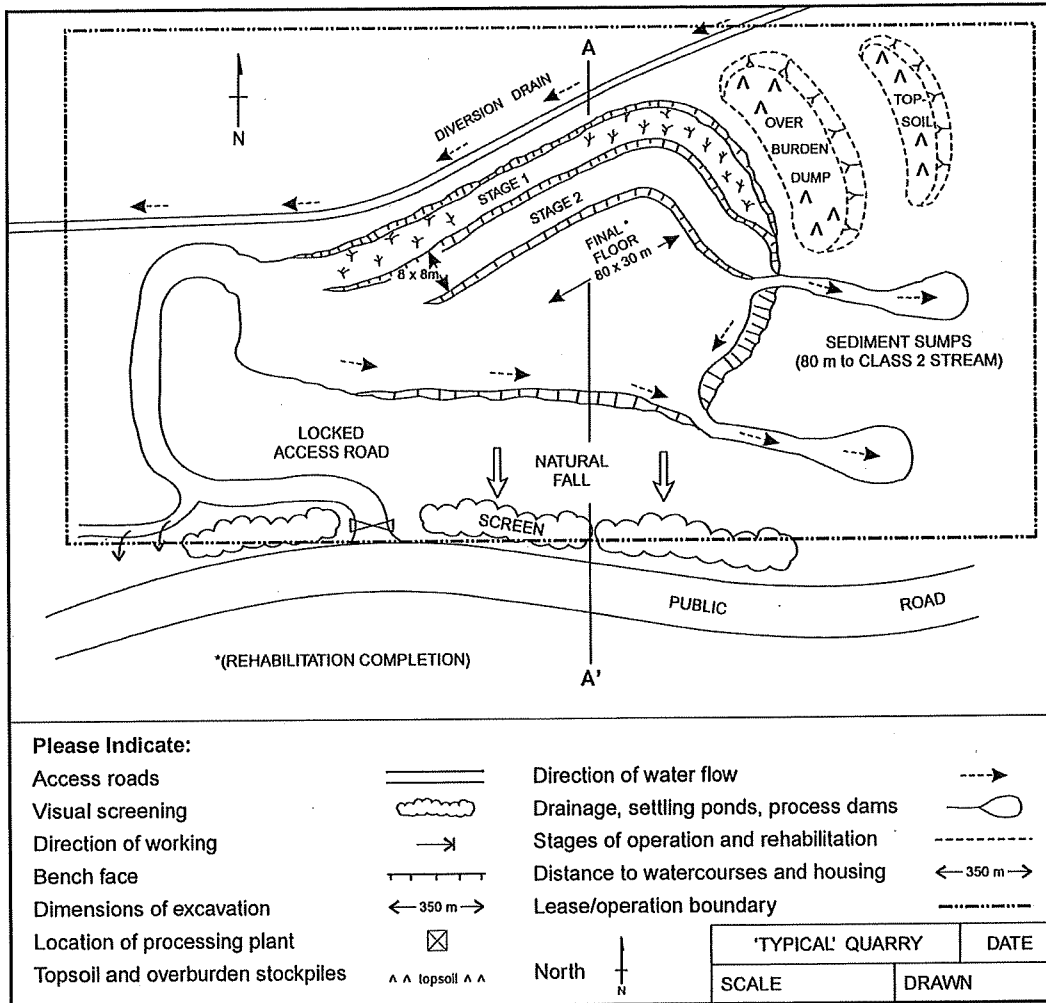 A
N
DIVERSION DRAIN
OVER
BURDEN
DUMP
TOP-
SOIL
STAGE 1
STAGE 2
8 x 8m
FINAL
FLOOR
80 x 30 m
SEDIMENT SUMPS
(80 m to CLASS 2 STREAM)
LOCKED
ACCESS ROAD
NATURAL
FALL
SCREEN
PUBLIC ROAD
*(REHABILITATION COMPLETION)
A'
Please Indicate:
Access roads
Visual screening
Direction of working
Bench face
Dimensions of excavation
350 m
Location of processing plant
Topsoil and overburden stockpiles
topsoil
Direction of water flow
Drainage, settling ponds, process dams
Stages of operation and rehabilitation
Distance to watercourses and housing
350 m
Lease/operation boundary
North
N
'TYPICAL' QUARRY
DATE
SCALE
DRAWN